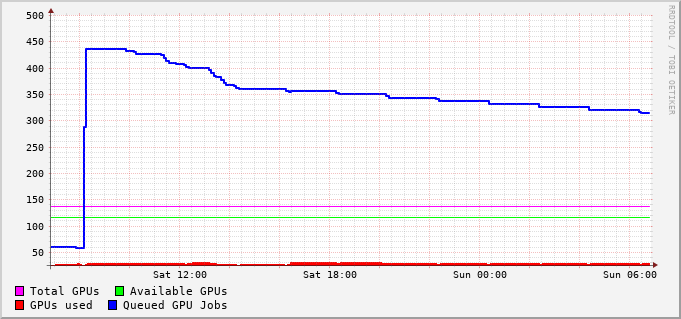 500
450
400
350
300
250
200
150
100
50
Sat 12:00 Sat 18:00 Sun 00:00 Sun 06:00
Total GPUs Available GPUs
GPUs used Queued GPU Jobs
RRDTOOL / TOBI OETIKER